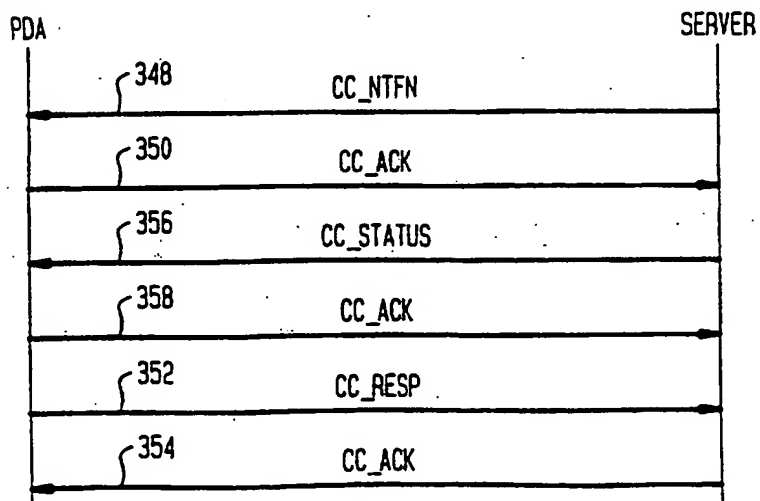 PDA
SERVER
348
CC_NTFN
350
CC_ACK
356
CC_STATUS
358
CC_ACK
352
CC_RESP
354
CC_ACK